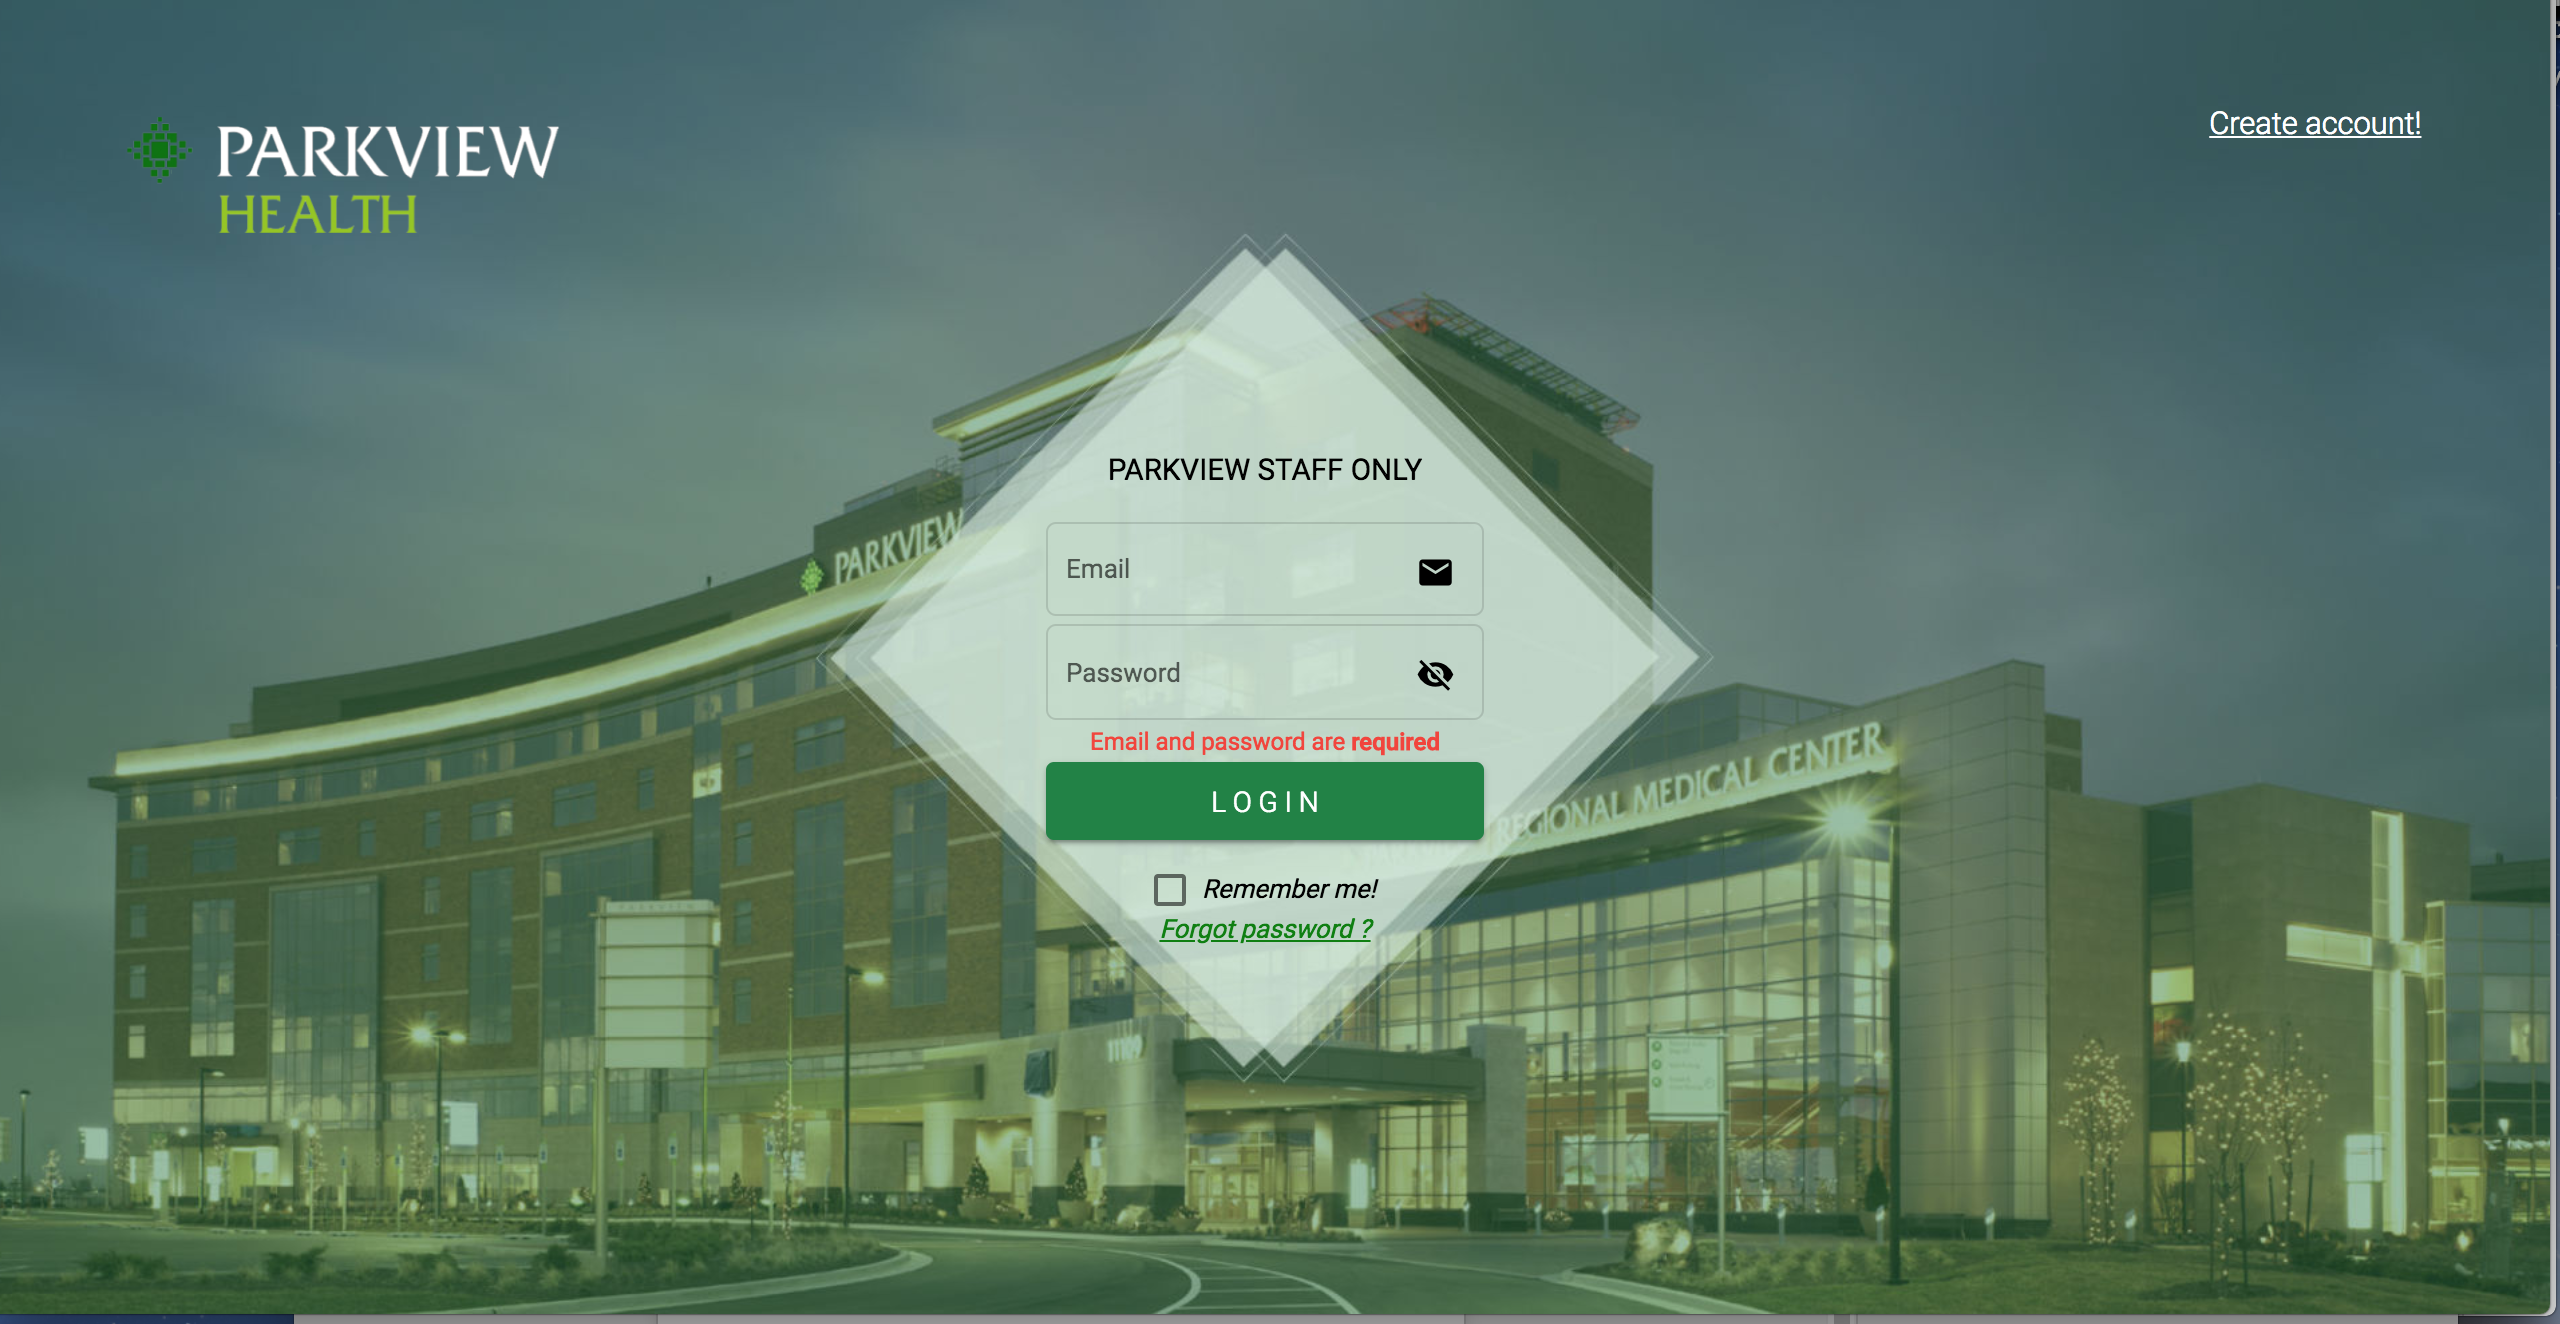 PARKVIEW
HEALTH
Create account!
PARKVIEW STAFF ONLY
Email
Password
Email and password are required
LOGIN
Remember me!
Forgot password ?
PARKVIEW
REGIONAL MEDICAL CENTER
PARKVIEW